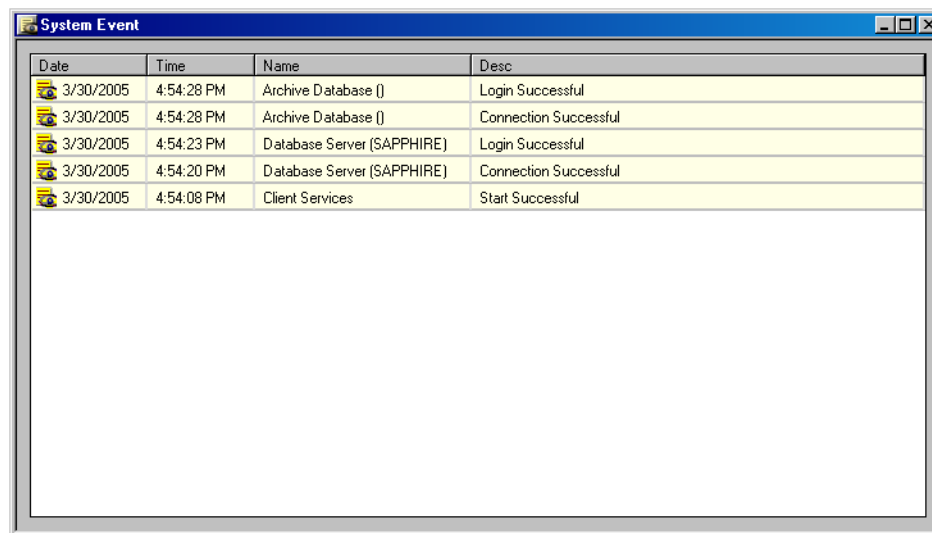 System Event
Date Time Name Desc
3/30/2005 4:54:28 PM Archive Database () Login Successful
3/30/2005 4:54:28 PM Archive Database () Connection Successful
3/30/2005 4:54:23 PM Database Server (SAPPHIRE) Login Successful
3/30/2005 4:54:20 PM Database Server (SAPPHIRE) Connection Successful
3/30/2005 4:54:08 PM Client Services Start Successful